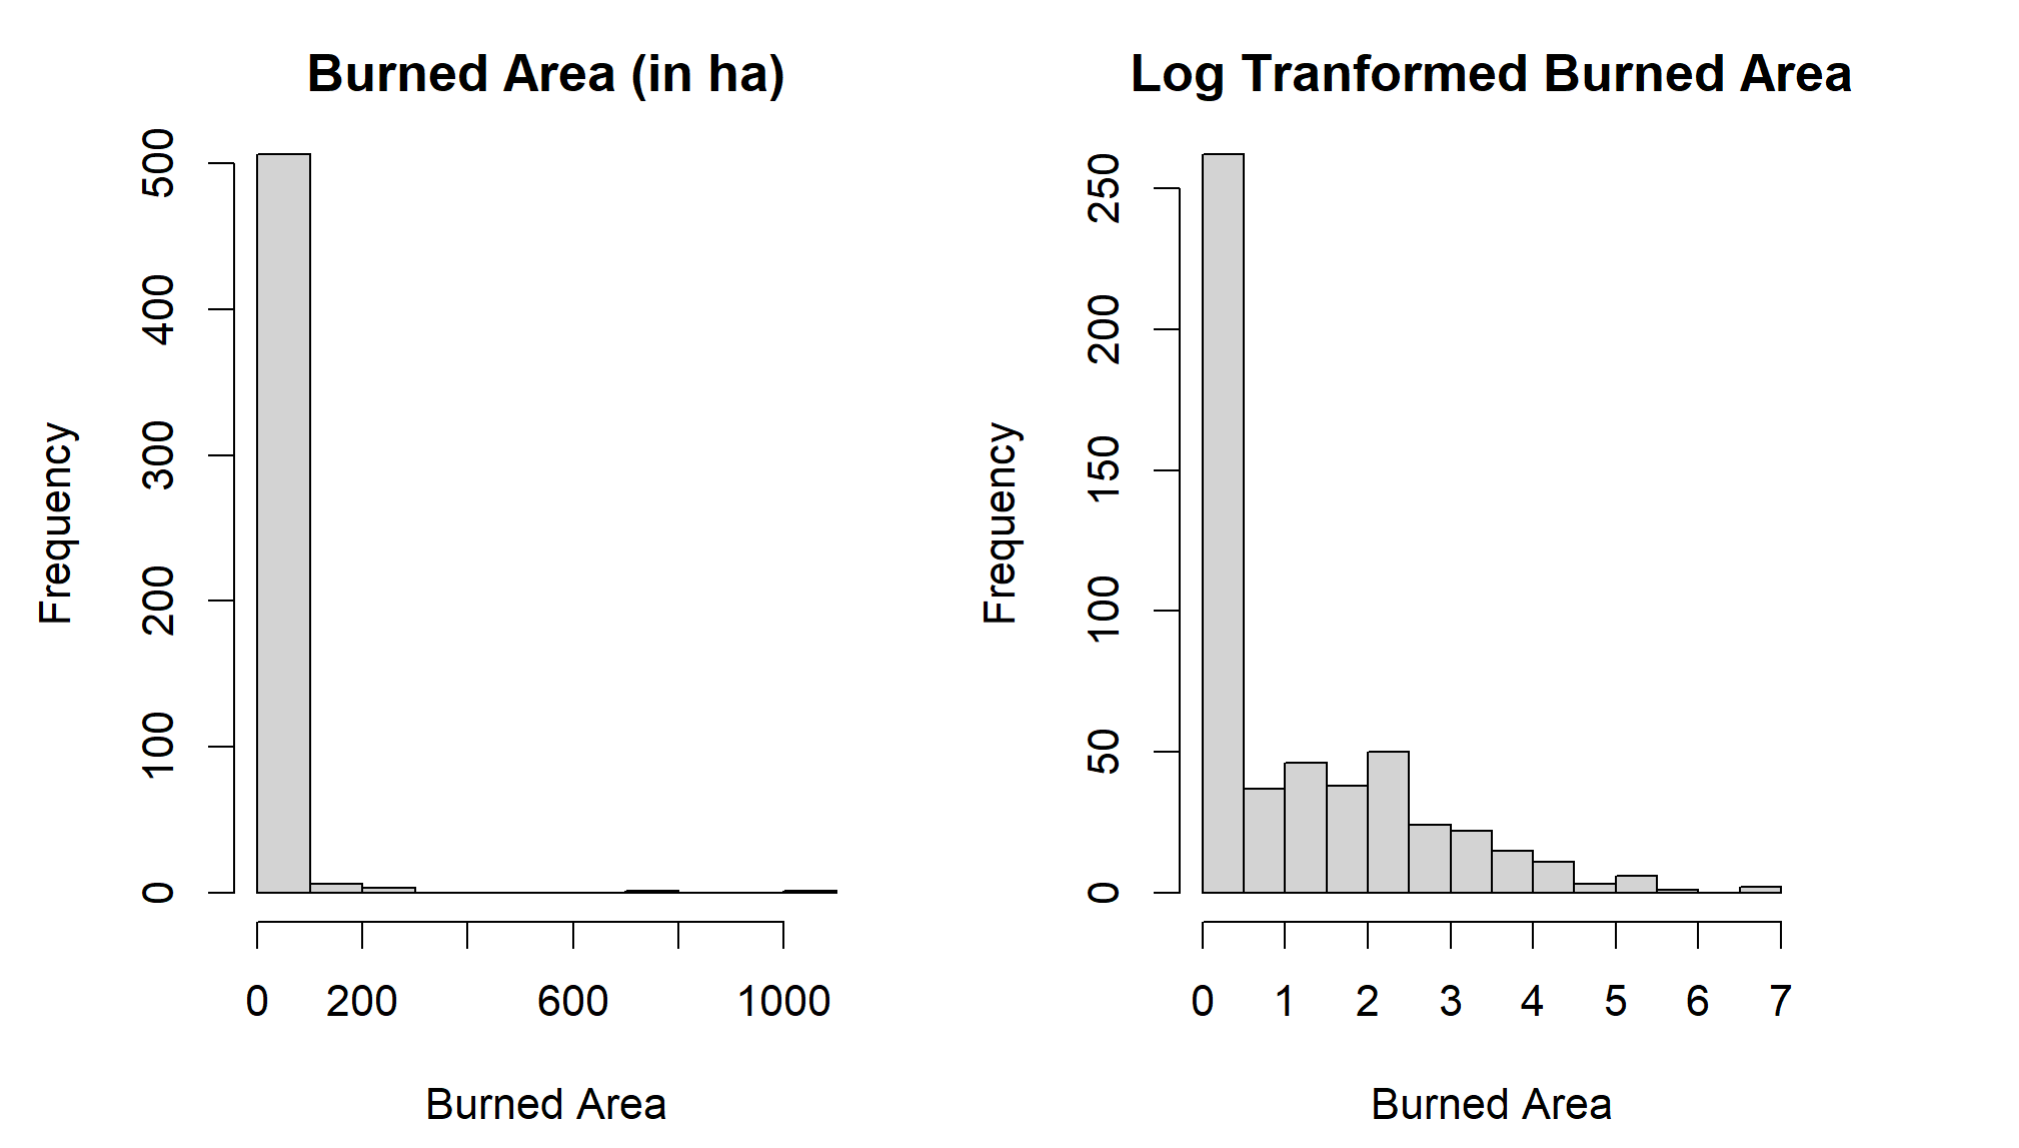 Burned Area (in ha)
Frequency
500
400
300
200
100
0
0 200 600 1000
Burned Area
Log Tranformed Burned Area
Frequency
250
200
150
100
50
0
0 1 2 3 4 5 6 7
Burned Area